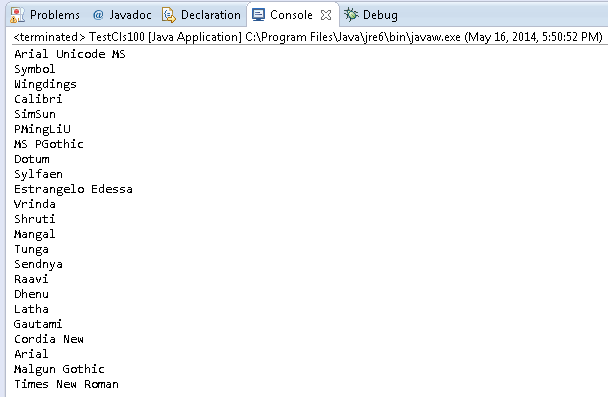 Problems @ Javadoc Declaration Console Debug
<terminated> TestCls100 [Java Application] C:\Program Files\Java\jre6\bin\javaw.exe (May 16, 2014, 5:50:52 PM)
Arial Unicode MS
Symbol
Wingdings
Calibri
SimSun
PMingLiU
MS PGothic
Dotum
Sylfaen
Estrangelo Edessa
Vrinda
Shruti
Mangal
Tunga
Sendnya
Raavi
Dhenu
Latha
Gautami
Cordia New
Arial
Malgun Gothic
Times New Roman